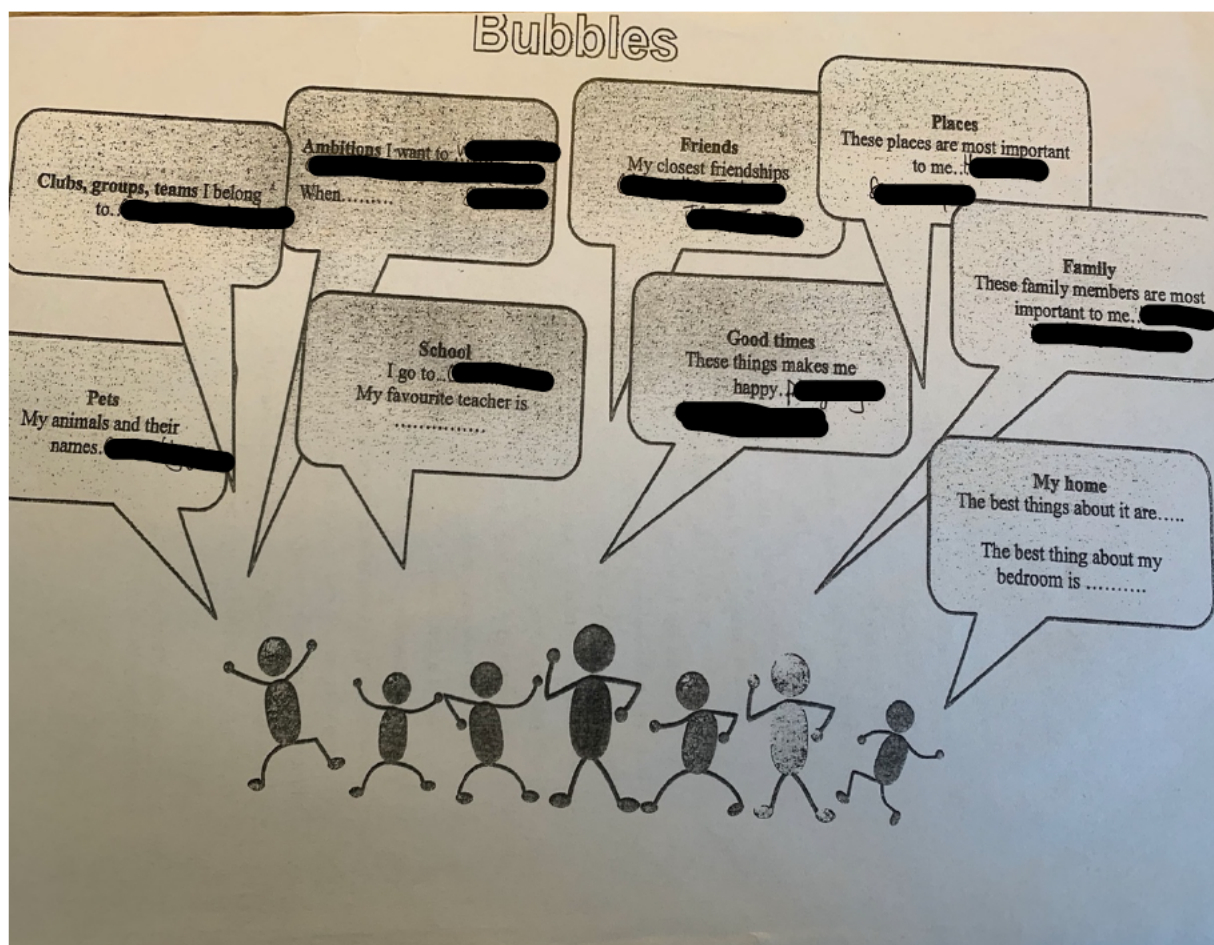 Bubbles
Clubs, groups, teams I belong
to..
Ambitions I want to
When.........
Friends
My closest friendships
Places
These places are most important
to me..
Family
These family members are most
important to me..
Pets
My animals and their
names.
School
I go to...
My favourite teacher is
...............
Good times
These things makes me
happy.
My home
The best things about it are.....
The best thing about my
bedroom is ..........